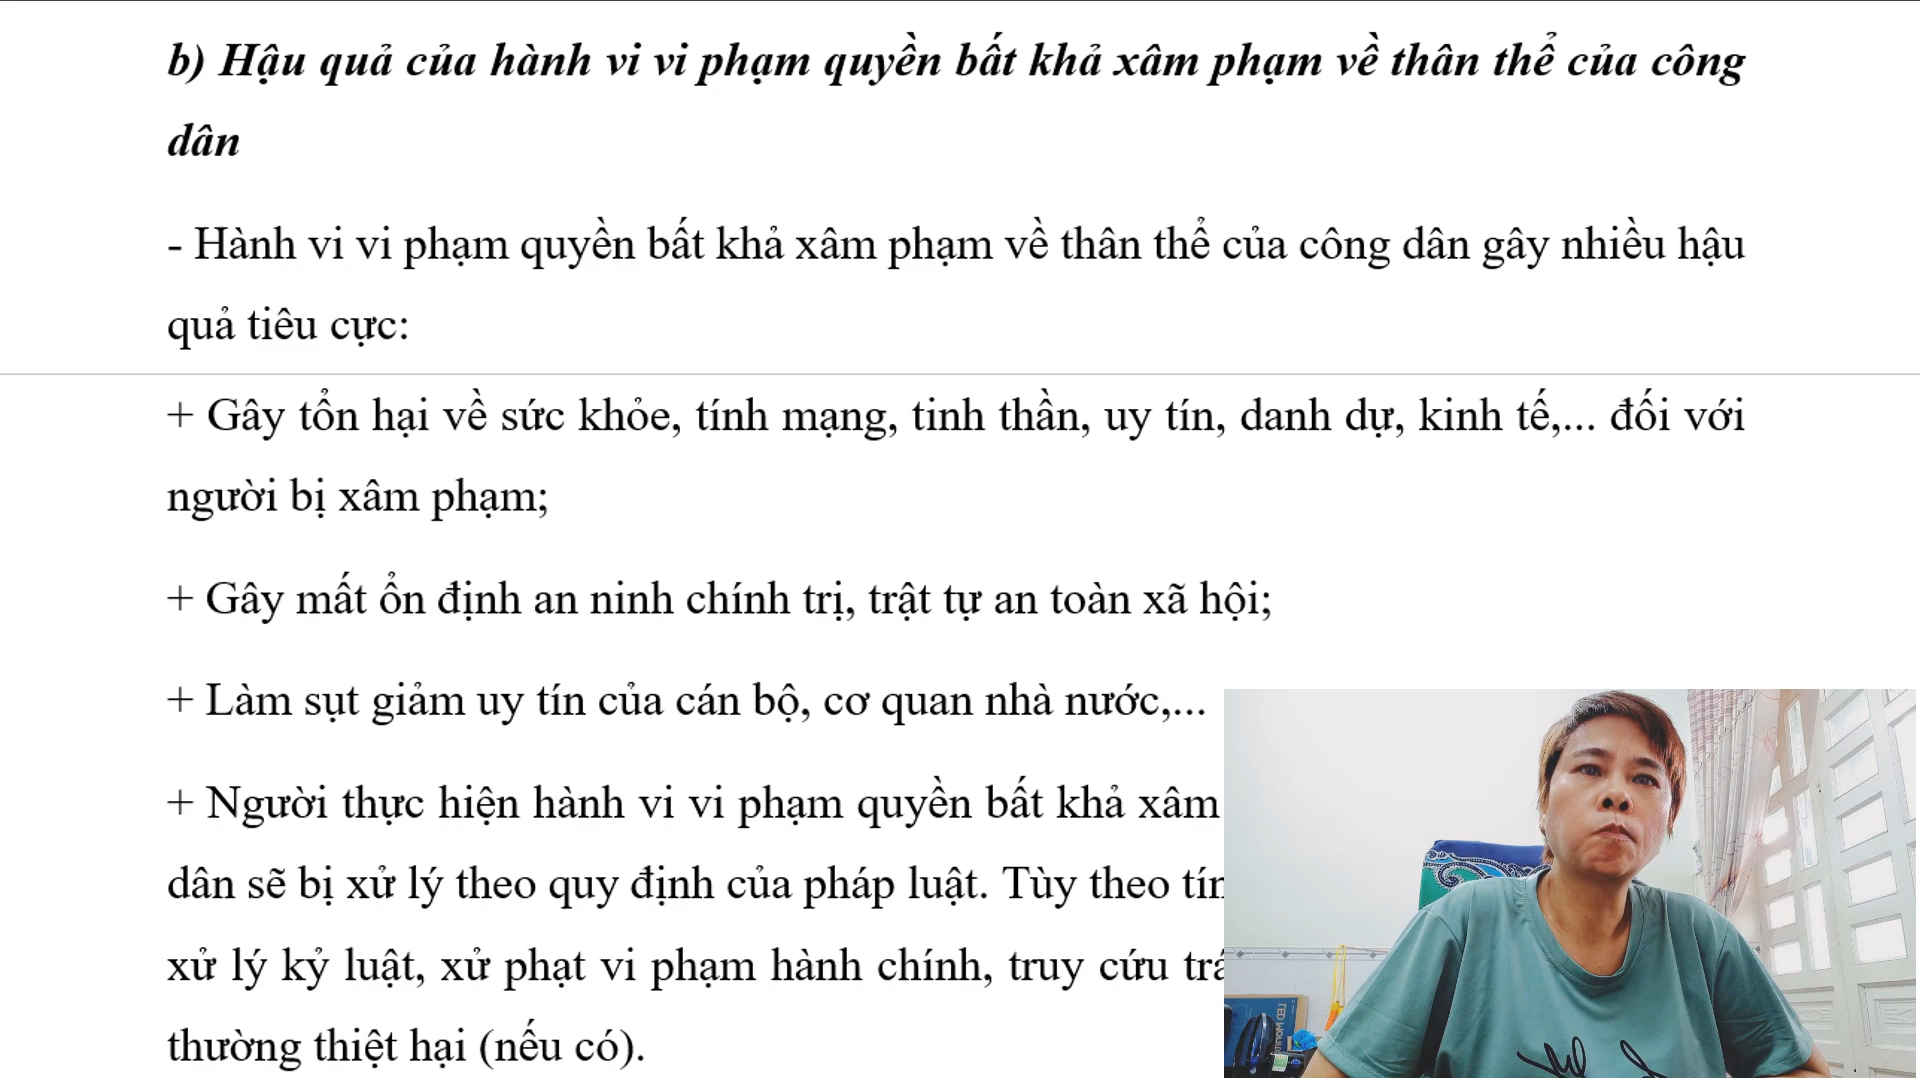 b) Hậu quả của hành vi vi phạm quyền bất khả xâm phạm về thân thể của công
dân
- Hành vi vi phạm quyền bất khả xâm phạm về thân thể của công dân gây nhiều hậu
quả tiêu cực:
+ Gây tổn hại về sức khỏe, tính mạng, tinh thần, uy tín, danh dự, kinh tế,... đối với
người bị xâm phạm;
+ Gây mất ổn định an ninh chính trị, trật tự an toàn xã hội;
+ Làm sụt giảm uy tín của cán bộ, cơ quan nhà nước,...
+ Người thực hiện hành vi vi phạm quyền bất khả xâm
dân sẽ bị xử lý theo quy định của pháp luật. Tùy theo
xử lý kỷ luật, xử phạt vi phạm hành chính, truy cứu
thường thiệt hại (nếu có).